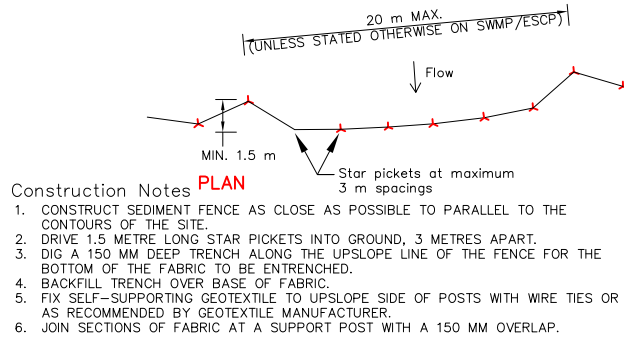 20 m MAX.
(UNLESS STATED OTHERWISE ON SWMP/ESCP)
Flow
MIN. 1.5 m
Star pickets at maximum
3 m spacings
Construction Notes PLAN
1. CONSTRUCT SEDIMENT FENCE AS CLOSE AS POSSIBLE TO PARALLEL TO THE
CONTOURS OF THE SITE.
2. DRIVE 1.5 METRE LONG STAR PICKETS INTO GROUND, 3 METRES APART.
3. DIG A 150 MM DEEP TRENCH ALONG THE UPSLOPE LINE OF THE FENCE FOR THE
BOTTOM OF THE FABRIC TO BE ENTRENCHED.
4. BACKFILL TRENCH OVER BASE OF FABRIC.
5. FIX SELF-SUPPORTING GEOTEXTILE TO UPSLOPE SIDE OF POSTS WITH WIRE TIES OR
AS RECOMMENDED BY GEOTEXTILE MANUFACTURER.
6. JOIN SECTIONS OF FABRIC AT A SUPPORT POST WITH A 150 MM OVERLAP.